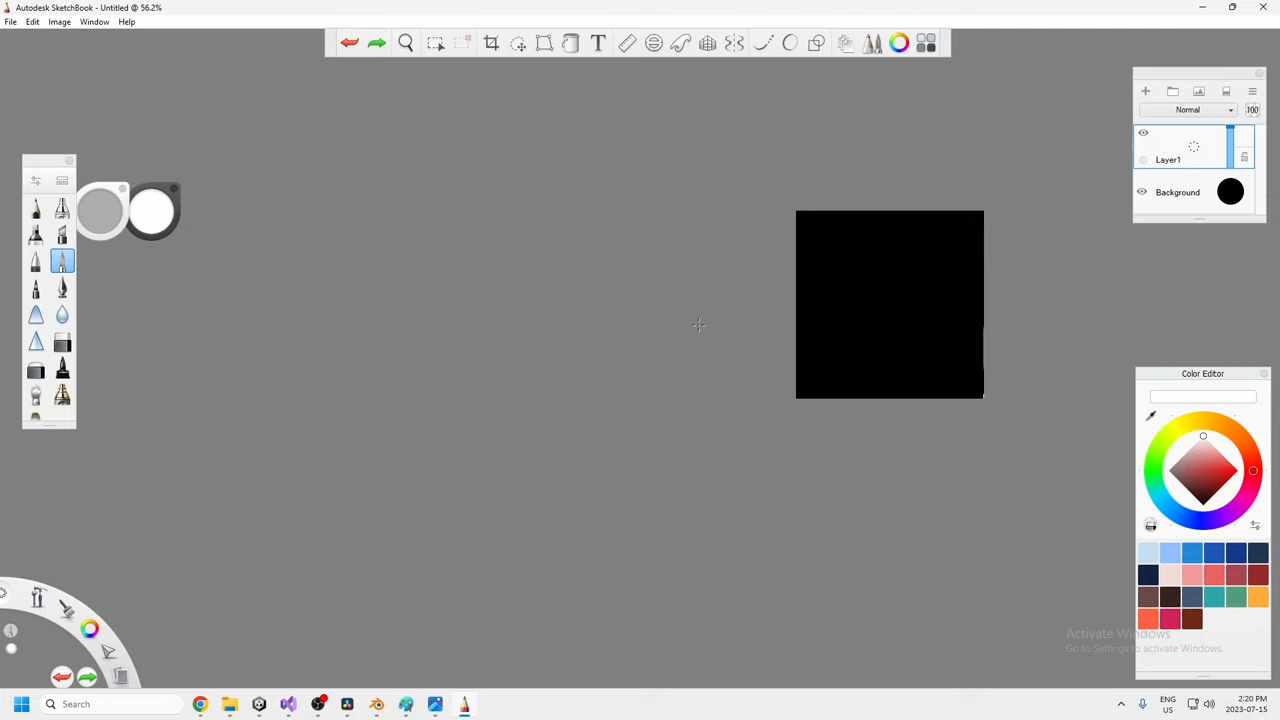 Autodesk SketchBook - Untitled @ 56.2%
File Edit Image Window Help
T
Normal 100
Layer1
Background
Color Editor
Activate Windows
Go to Settings to activate Windows.
Search
ENG
US
2:20 PM
2023-07-15